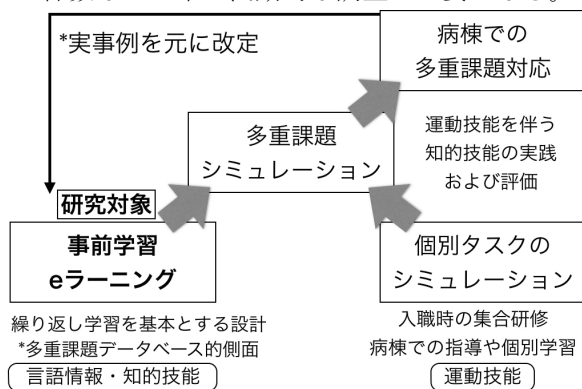 *実事例を元に改定
病棟での
多重課題対応
多重課題
シミュレーション
運動技能を伴う
知的技能の実践
および評価
研究対象
事前学習
eラーニング
個別タスクの
シミュレーション
繰り返し学習を基本とする設計
*多重課題データベース的側面
言語情報・知的技能
入職時の集合研修
病棟での指導や個別学習
運動技能